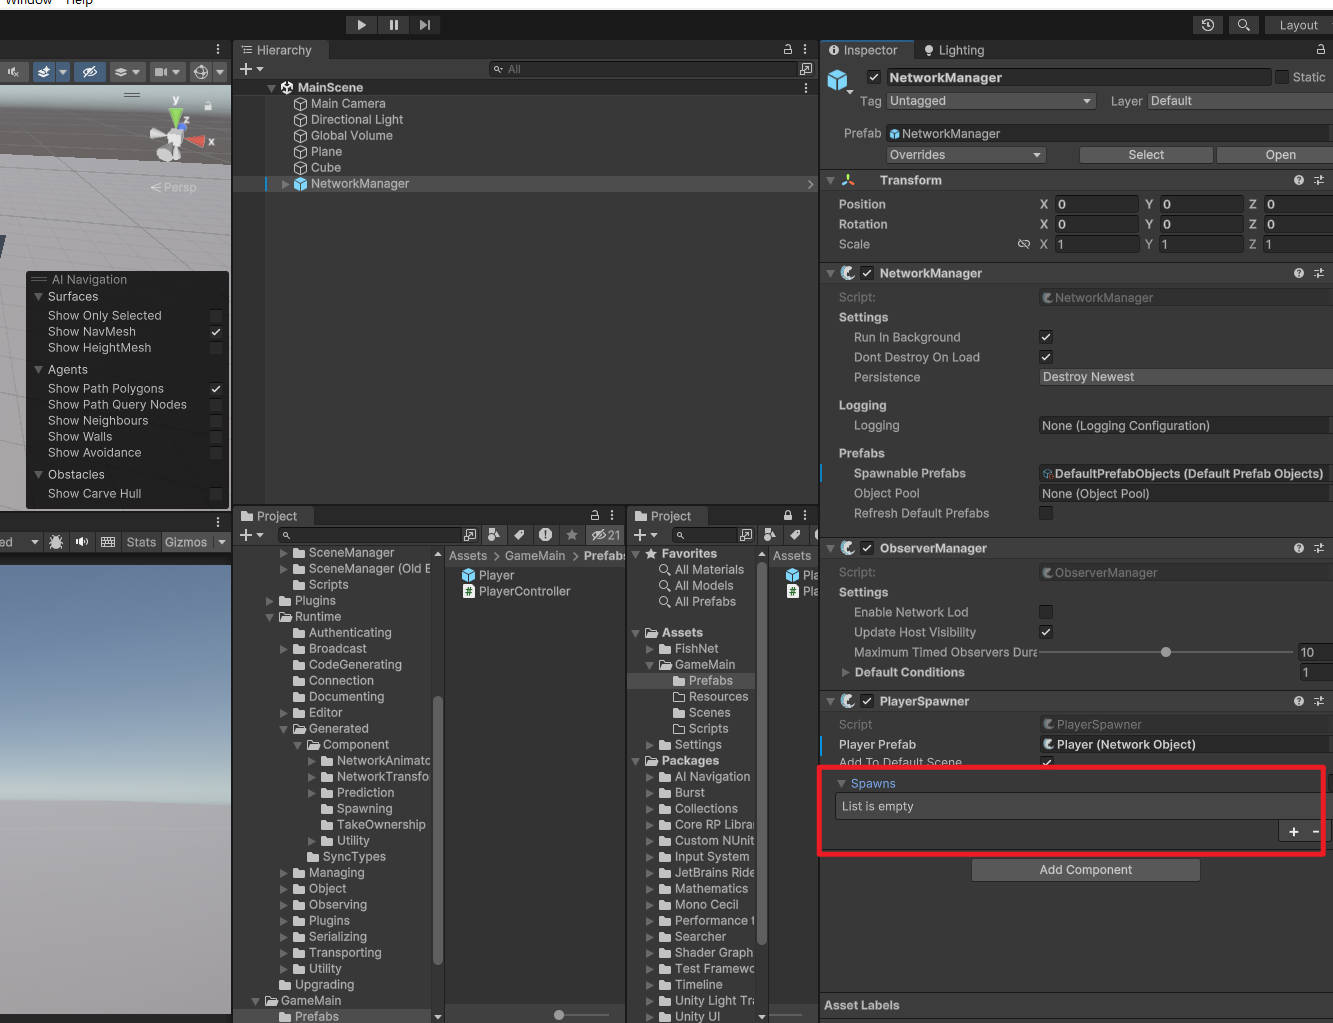 Window Help
Layout
Hierarchy
All
MainScene
Main Camera
Directional Light
Global Volume
Plane
Cube
NetworkManager
y
z
x
Persp
AI Navigation
Surfaces
Show Only Selected
Show NavMesh
Show HeightMesh
Agents
Show Path Polygons
Show Path Query Nodes
Show Neighbours
Show Walls
Show Avoidance
Obstacles
Show Carve Hull
ed
Stats
Gizmos
Project
21
SceneManager
SceneManager (Old E
Scripts
Plugins
Runtime
Authenticating
Broadcast
CodeGenerating
Connection
Documenting
Editor
Generated
Component
NetworkAnimato
NetworkTransfo
Prediction
Spawning
TakeOwnership
Utility
SyncTypes
Managing
Object
Observing
Plugins
Serializing
Transporting
Utility
Upgrading
GameMain
Prefabs
Assets > GameMain > Prefabs
Player
PlayerController
Project
Favorites
All Materials
All Models
All Prefabs
Assets
FishNet
GameMain
Prefabs
Resources
Scenes
Scripts
Settings
Packages
AI Navigation
Burst
Collections
Core RP Libra
Custom NUnit
Input System
JetBrains Ride
Mathematics
Mono Cecil
Performance t
Searcher
Shader Graph
Test Framewo
Timeline
Unity Light Tra
Unity UI
Assets
Pla
Pla
Inspector
Lighting
NetworkManager
Static
Tag Untagged
Layer Default
Prefab NetworkManager
Overrides
Select
Open
Transform
Position X 0 Y 0 Z 0
Rotation X 0 Y 0 Z 0
Scale X 1 Y 1 Z 1
NetworkManager
Script: NetworkManager
Settings
Run In Background
Dont Destroy On Load
Persistence Destroy Newest
Logging
Logging None (Logging Configuration)
Prefabs
Spawnable Prefabs DefaultPrefabObjects (Default Prefab Objects)
Object Pool None (Object Pool)
Refresh Default Prefabs
ObserverManager
Script: ObserverManager
Settings
Enable Network Lod
Update Host Visibility
Maximum Timed Observers Dura 10
Default Conditions 1
PlayerSpawner
Script PlayerSpawner
Player Prefab Player (Network Object)
Add To Default Scene
Spawns
List is empty
+ −
Add Component
Asset Labels